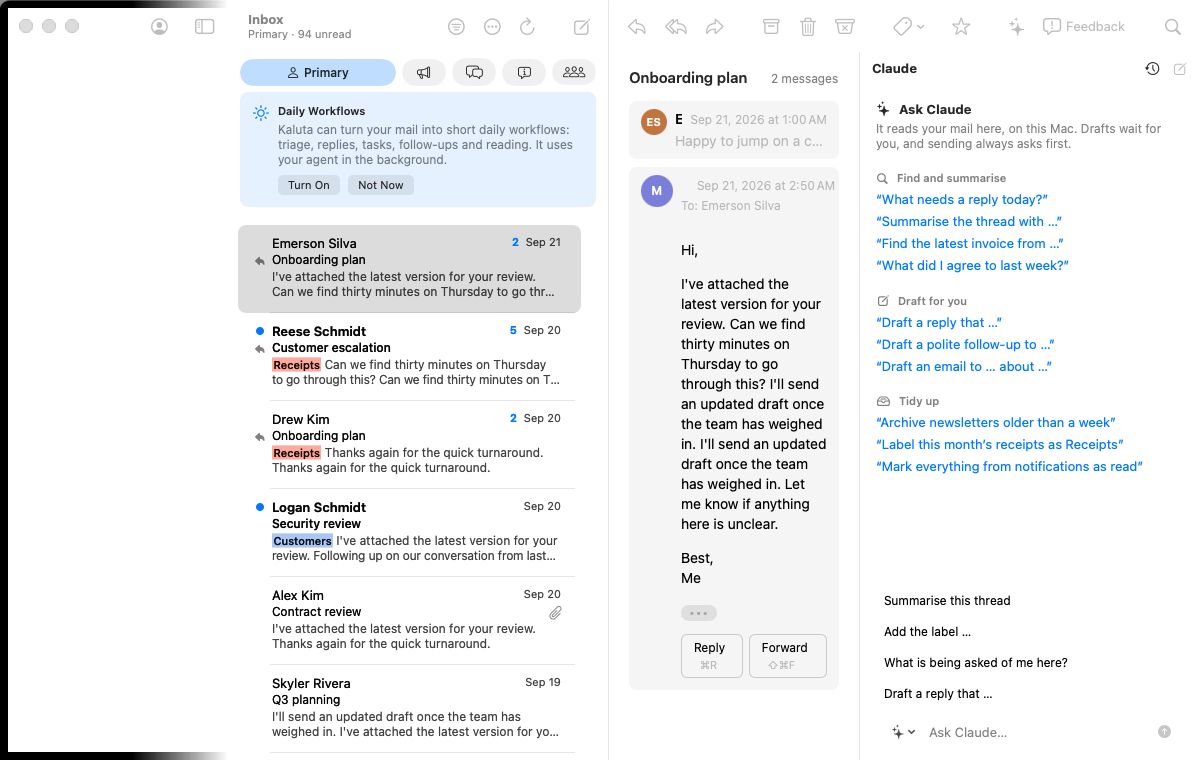 Inbox
Primary · 94 unread
Feedback
Primary
Daily Workflows
Kaluta can turn your mail into short daily workflows:
triage, replies, tasks, follow-ups and reading. It uses
your agent in the background.
Turn On
Not Now
Emerson Silva
2 Sep 21
Onboarding plan
I've attached the latest version for your review.
Can we find thirty minutes on Thursday to go thr...
Reese Schmidt
5 Sep 20
Customer escalation
Receipts Can we find thirty minutes on Thursday
to go through this? Can we find thirty minutes on T...
Drew Kim
2 Sep 20
Onboarding plan
Receipts Thanks again for the quick turnaround.
Thanks again for the quick turnaround.
Logan Schmidt
Sep 20
Security review
Customers I've attached the latest version for your
review. Following up on our conversation from last...
Alex Kim
Sep 20
Contract review
I've attached the latest version for your review.
Thanks again for the quick turnaround.
Skyler Rivera
Sep 19
Q3 planning
I'll send an updated draft once the team has
weighed in. I've attached the latest version for yo...
Onboarding plan
2 messages
ES
E Sep 21, 2026 at 1:00 AM
Happy to jump on a c...
M
Sep 21, 2026 at 2:50 AM
To: Emerson Silva
Hi,
I've attached the
latest version for your
review. Can we find
thirty minutes on
Thursday to go
through this? I'll send
an updated draft once
the team has weighed
in. I'll send an updated
draft once the team
has weighed in. Let
me know if anything
here is unclear.
Best,
Me
Reply
⌘R
Forward
⇧⌘F
Claude
Ask Claude
It reads your mail here, on this Mac. Drafts wait for
you, and sending always asks first.
Find and summarise
“What needs a reply today?”
“Summarise the thread with …”
“Find the latest invoice from …”
“What did I agree to last week?”
Draft for you
“Draft a reply that …”
“Draft a polite follow-up to …”
“Draft an email to … about …”
Tidy up
“Archive newsletters older than a week”
“Label this month’s receipts as Receipts”
“Mark everything from notifications as read”
Summarise this thread
Add the label …
What is being asked of me here?
Draft a reply that …
Ask Claude…